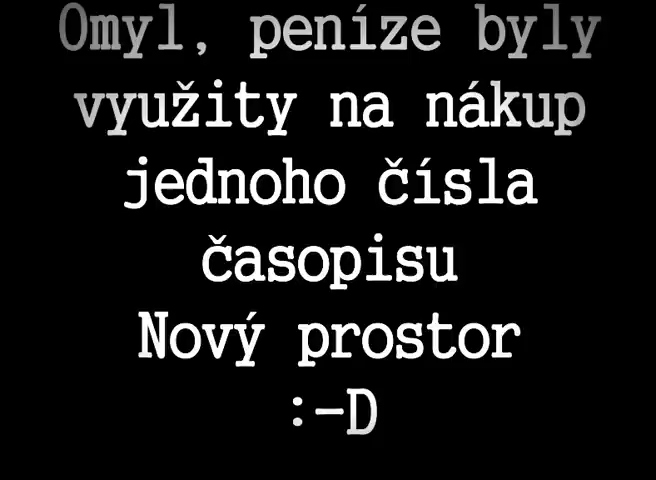 Omyl, peníze byly
využity na nákup
jednoho čísla
časopisu
Nový prostor
:-D